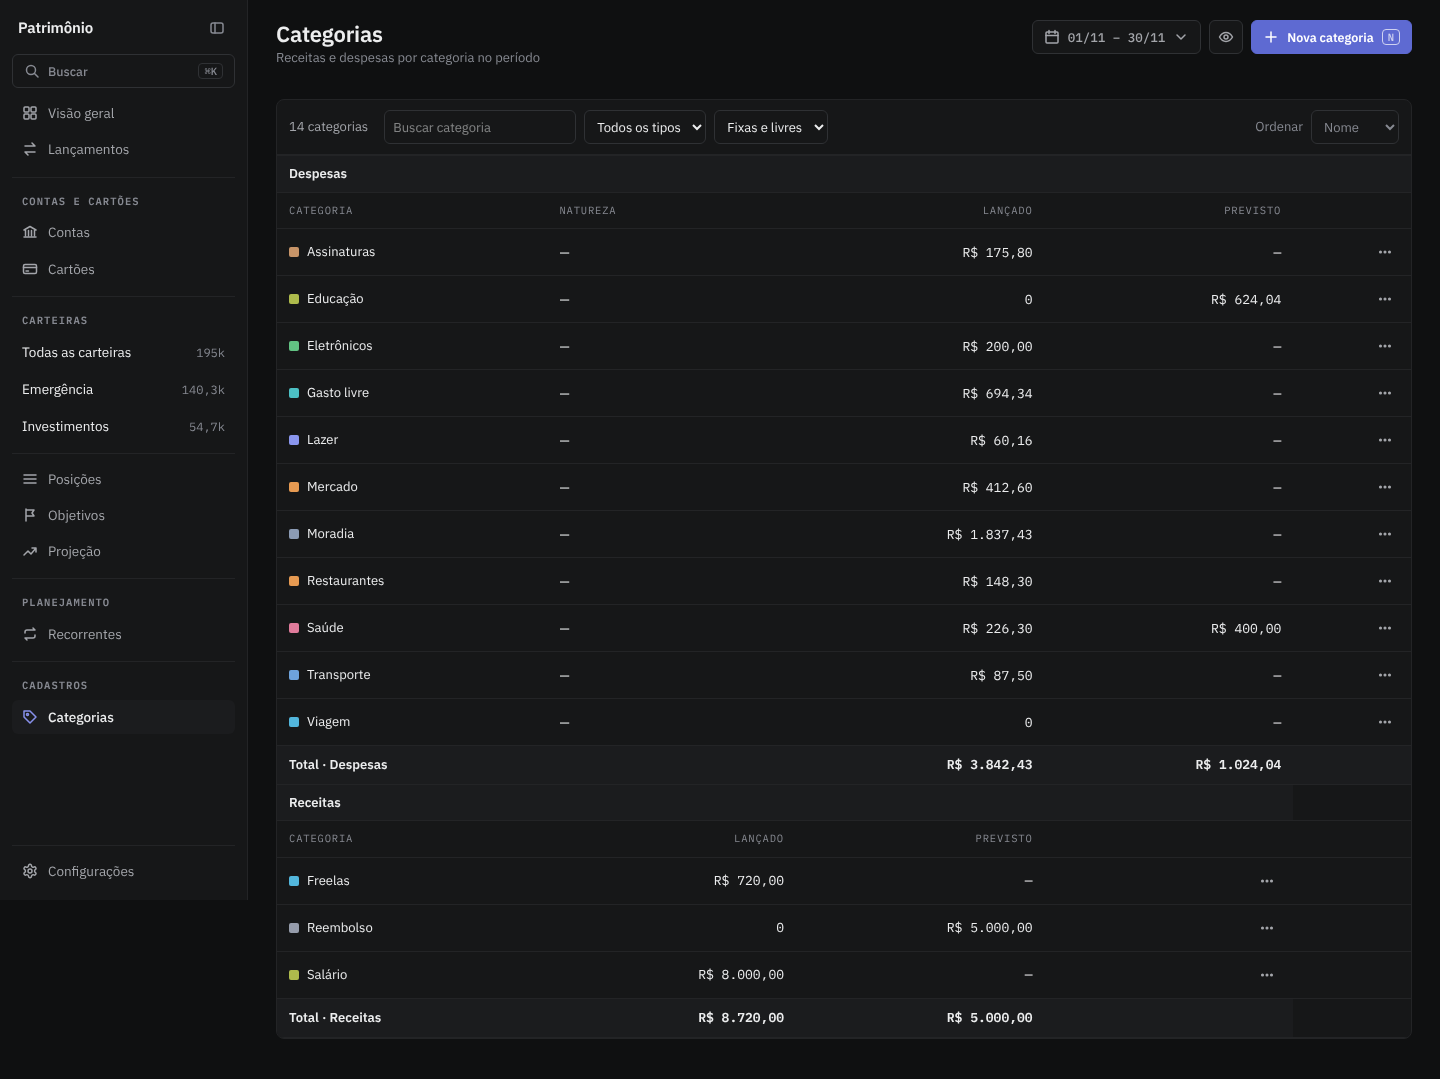 Patrimônio
Buscar ⌘K
Visão geral
Lançamentos
CONTAS E CARTÕES
Contas
Cartões
CARTEIRAS
Todas as carteiras 195k
Emergência 140,3k
Investimentos 54,7k
Posições
Objetivos
Projeção
PLANEJAMENTO
Recorrentes
CADASTROS
Categorias
Configurações
Categorias
Receitas e despesas por categoria no período
01/11 – 30/11
Nova categoria N
14 categorias Buscar categoria Todos os tipos Fixas e livres Ordenar Nome
Despesas
CATEGORIA NATUREZA LANÇADO PREVISTO
Assinaturas — R$ 175,80 —
Educação — 0 R$ 624,04
Eletrônicos — R$ 200,00 —
Gasto livre — R$ 694,34 —
Lazer — R$ 60,16 —
Mercado — R$ 412,60 —
Moradia — R$ 1.837,43 —
Restaurantes — R$ 148,30 —
Saúde — R$ 226,30 R$ 400,00
Transporte — R$ 87,50 —
Viagem — 0 —
Total · Despesas R$ 3.842,43 R$ 1.024,04
Receitas
CATEGORIA LANÇADO PREVISTO
Freelas R$ 720,00 —
Reembolso 0 R$ 5.000,00
Salário R$ 8.000,00 —
Total · Receitas R$ 8.720,00 R$ 5.000,00